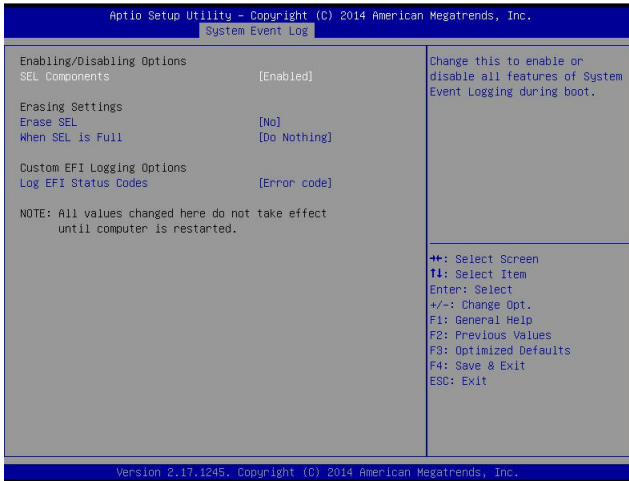 Aptio Setup Utility – Copyright (C) 2014 American Megatrends, Inc.
System Event Log
Enabling/Disabling Options
SEL Components [Enabled]
Erasing Settings
Erase SEL [No]
When SEL is Full [Do Nothing]
Custom EFI Logging Options
Log EFI Status Codes [Error code]
NOTE: All values changed here do not take effect
until computer is restarted.
Change this to enable or
disable all features of System
Event Logging during boot.
→←: Select Screen
↑↓: Select Item
Enter: Select
+/-: Change Opt.
F1: General Help
F2: Previous Values
F3: Optimized Defaults
F4: Save & Exit
ESC: Exit
Version 2.17.1245. Copyright (C) 2014 American Megatrends, Inc.